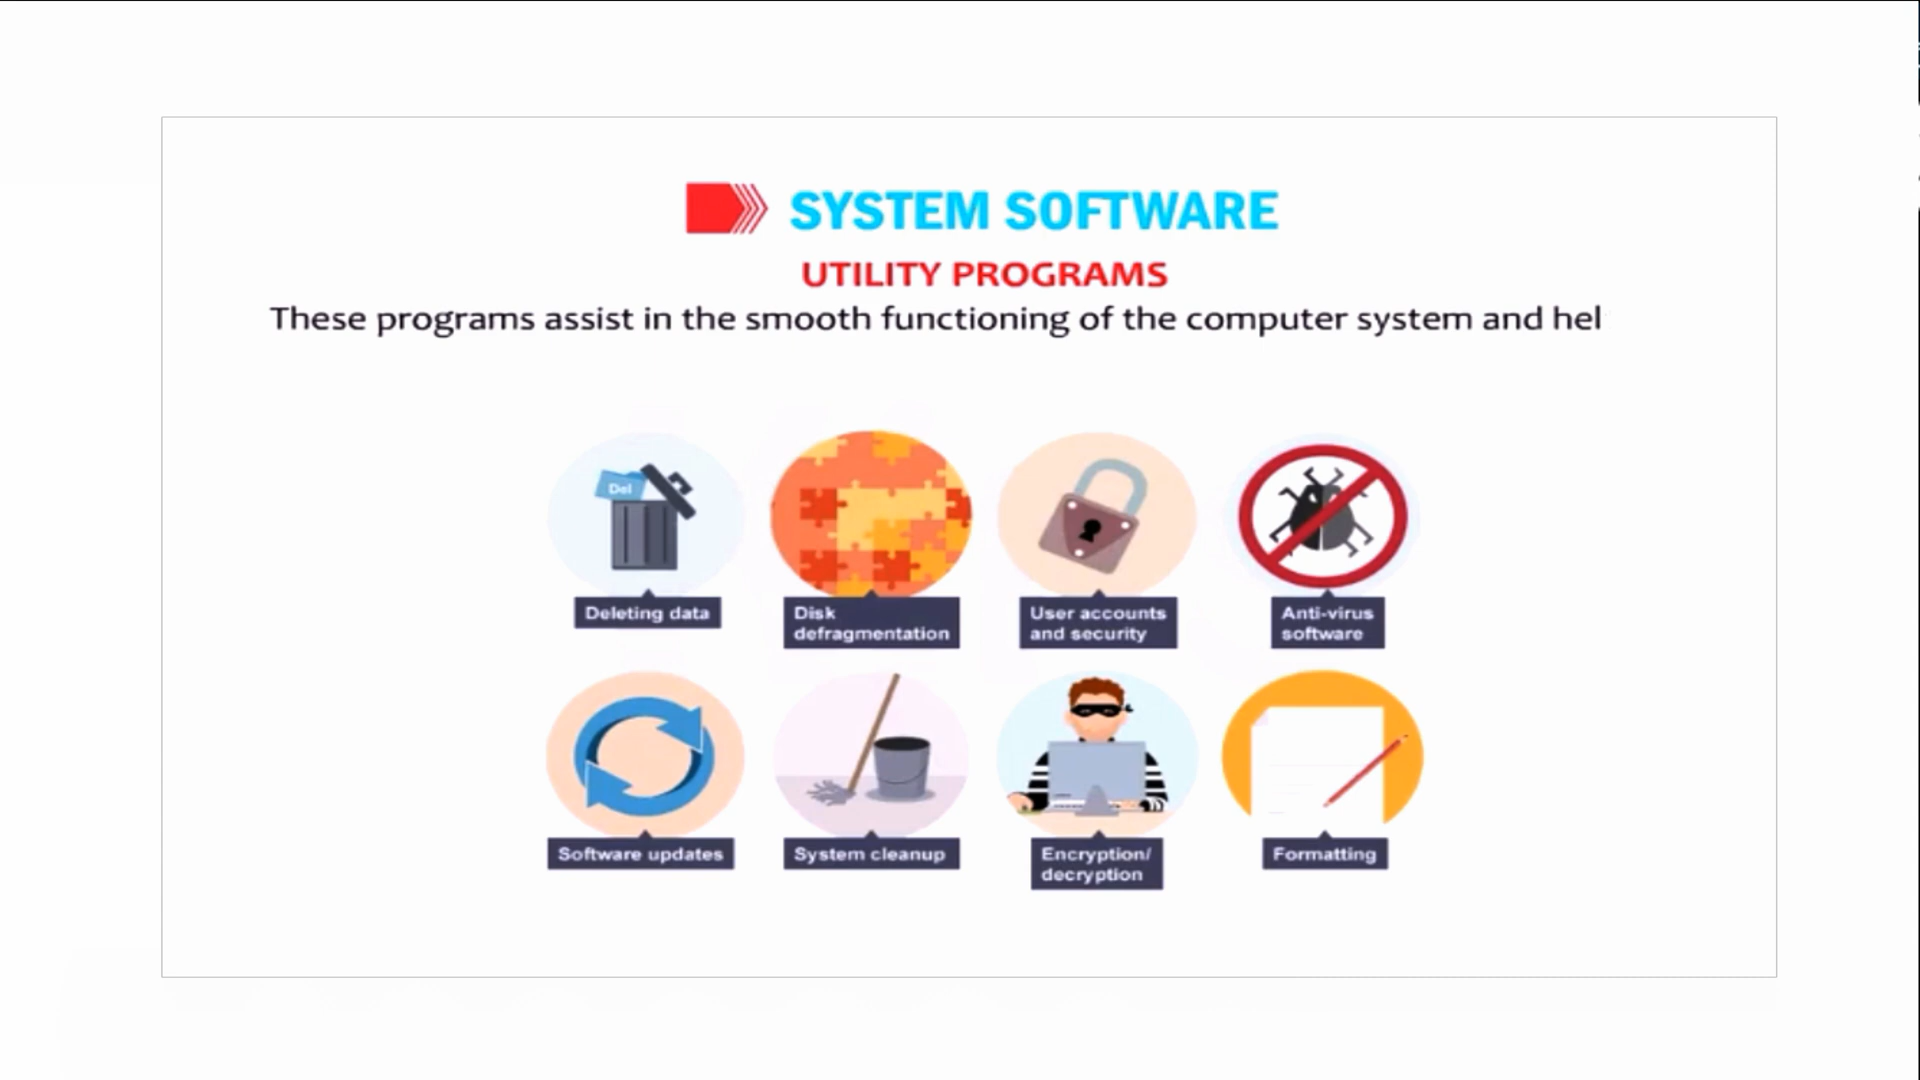 SYSTEM SOFTWARE
UTILITY PROGRAMS
These programs assist in the smooth functioning of the computer system and hel
Del
Deleting data
Disk
defragmentation
User accounts
and security
Anti-virus
software
Software updates
System cleanup
Encryption/
decryption
Formatting